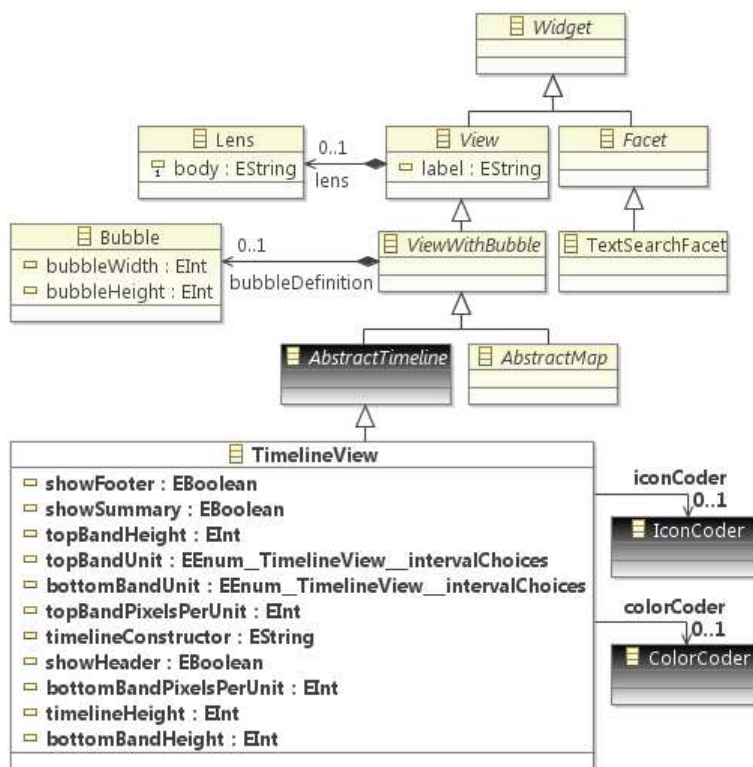 Widget
Lens
body : EString
0..1
lens
View
label : EString
Facet
Bubble
bubbleWidth : EInt
bubbleHeight : EInt
0..1
bubbleDefinition
ViewWithBubble
TextSearchFacet
AbstractTimeline
AbstractMap
TimelineView
showFooter : EBoolean
showSummary : EBoolean
topBandHeight : EInt
topBandUnit : EEnum__TimelineView__intervalChoices
bottomBandUnit : EEnum__TimelineView__intervalChoices
topBandPixelsPerUnit : EInt
timelineConstructor : EString
showHeader : EBoolean
bottomBandPixelsPerUnit : EInt
timelineHeight : EInt
bottomBandHeight : EInt
iconCoder
0..1
IconCoder
colorCoder
0..1
ColorCoder